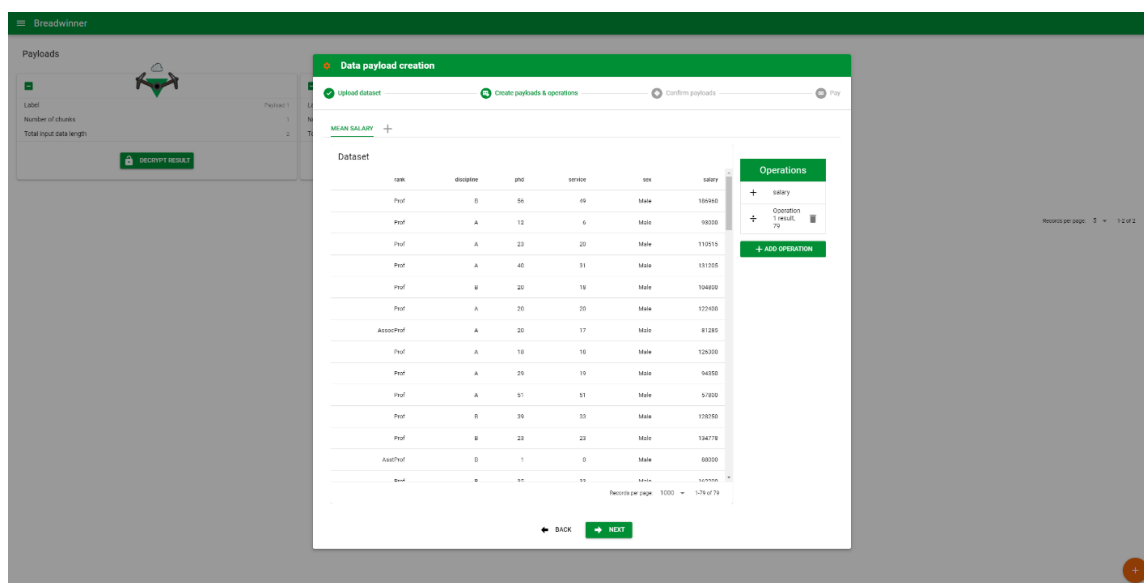 Breadwinner
Payloads
Label Payload 1
Number of chunks 1
Total input data length 2
DECRYPT RESULT
Data payload creation
Upload dataset Create payloads & operations Confirm payloads Pay
MEAN SALARY
Dataset
rank discipline phd service sex salary
Prof B 56 49 Male 186960
Prof A 12 6 Male 93000
Prof A 23 20 Male 110515
Prof A 40 31 Male 131205
Prof B 20 18 Male 104800
Prof A 20 20 Male 122400
AssocProf A 20 17 Male 81285
Prof A 18 18 Male 126300
Prof A 29 19 Male 94350
Prof A 51 51 Male 57800
Prof B 39 33 Male 128250
Prof B 23 23 Male 134778
AsstProf B 1 0 Male 88000
Records per page: 1000 1-79 of 79
Operations
+ salary
÷ Operation
1 result,
79
+ ADD OPERATION
BACK NEXT
Records per page: 5 1-2 of 2